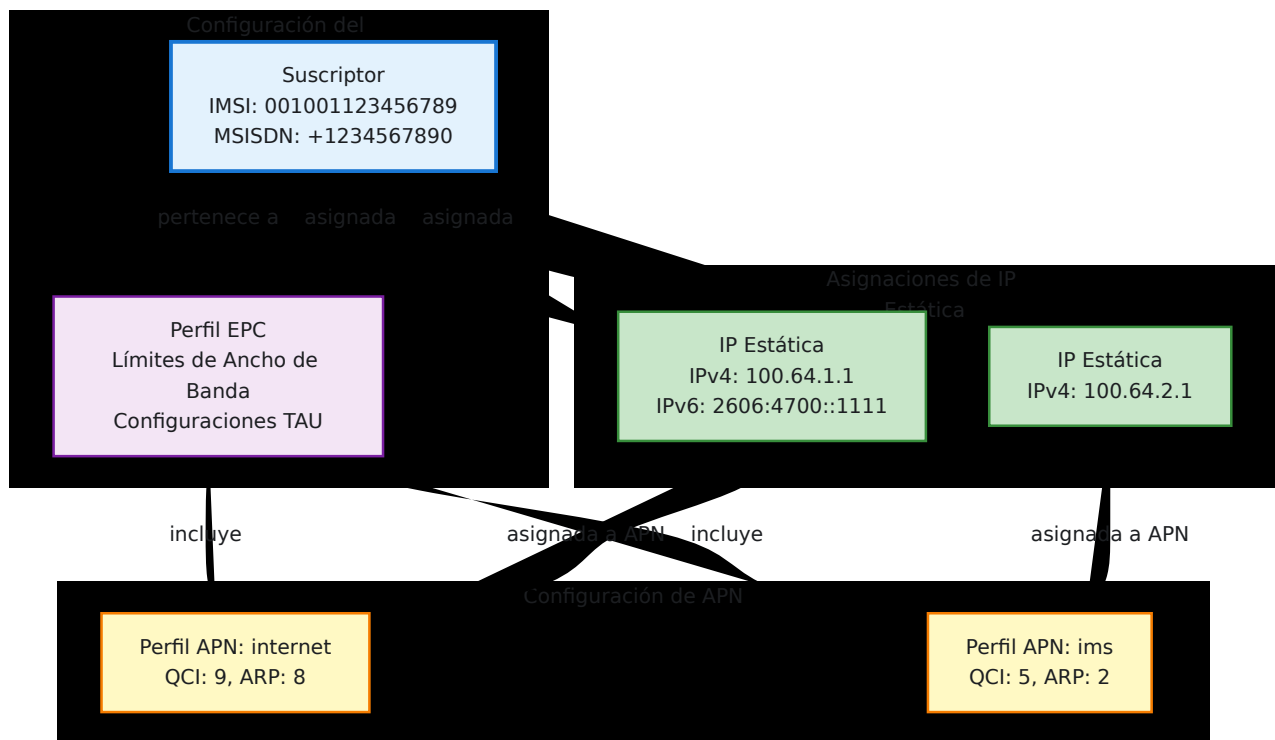 Configuración del
Suscriptor
IMSI: 001001123456789
MSISDN: +1234567890
pertenece a
asignada
asignada
Asignaciones de IP
Estática
Perfil EPC
Límites de Ancho de
Banda
Configuraciones TAU
IP Estática
IPv4: 100.64.1.1
IPv6: 2606:4700::1111
IP Estática
IPv4: 100.64.2.1
incluye
asignada a APN
incluye
asignada a APN
Configuración de APN
Perfil APN: internet
QCI: 9, ARP: 8
Perfil APN: ims
QCI: 5, ARP: 2